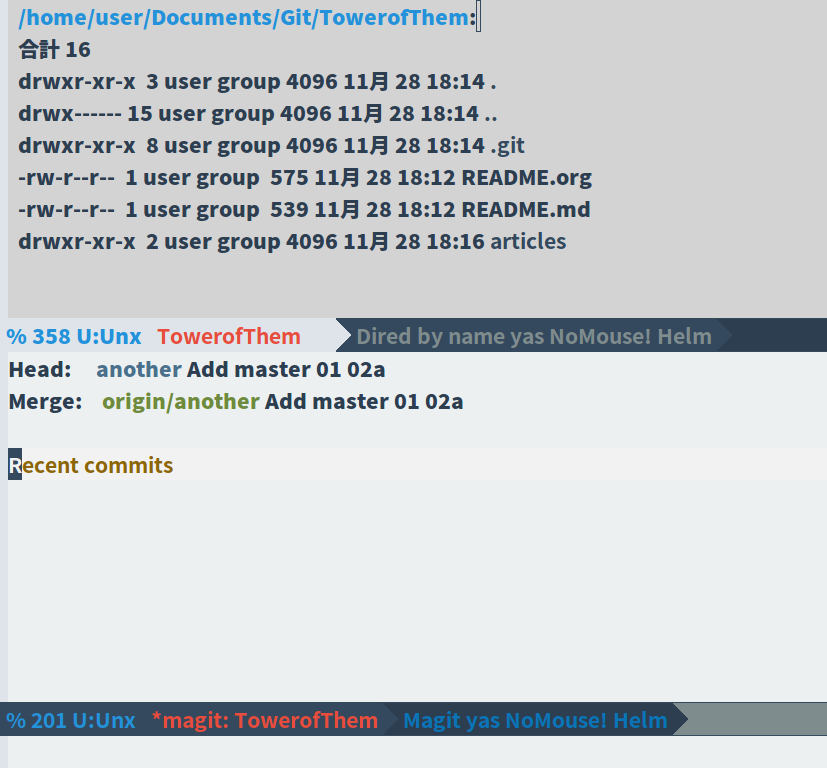 /home/user/Documents/Git/TowerofThem:
合計 16
drwxr-xr-x  3 user group 4096 11月 28 18:14 .
drwx------ 15 user group 4096 11月 28 18:14 ..
drwxr-xr-x  8 user group 4096 11月 28 18:14 .git
-rw-r--r--  1 user group  575 11月 28 18:12 README.org
-rw-r--r--  1 user group  539 11月 28 18:12 README.md
drwxr-xr-x  2 user group 4096 11月 28 18:16 articles
% 358 U:Unx   TowerofThem   Dired by name yas NoMouse! Helm
Head:    another Add master 01 02a
Merge:   origin/another Add master 01 02a
Recent commits
% 201 U:Unx   *magit: TowerofThem   Magit yas NoMouse! Helm